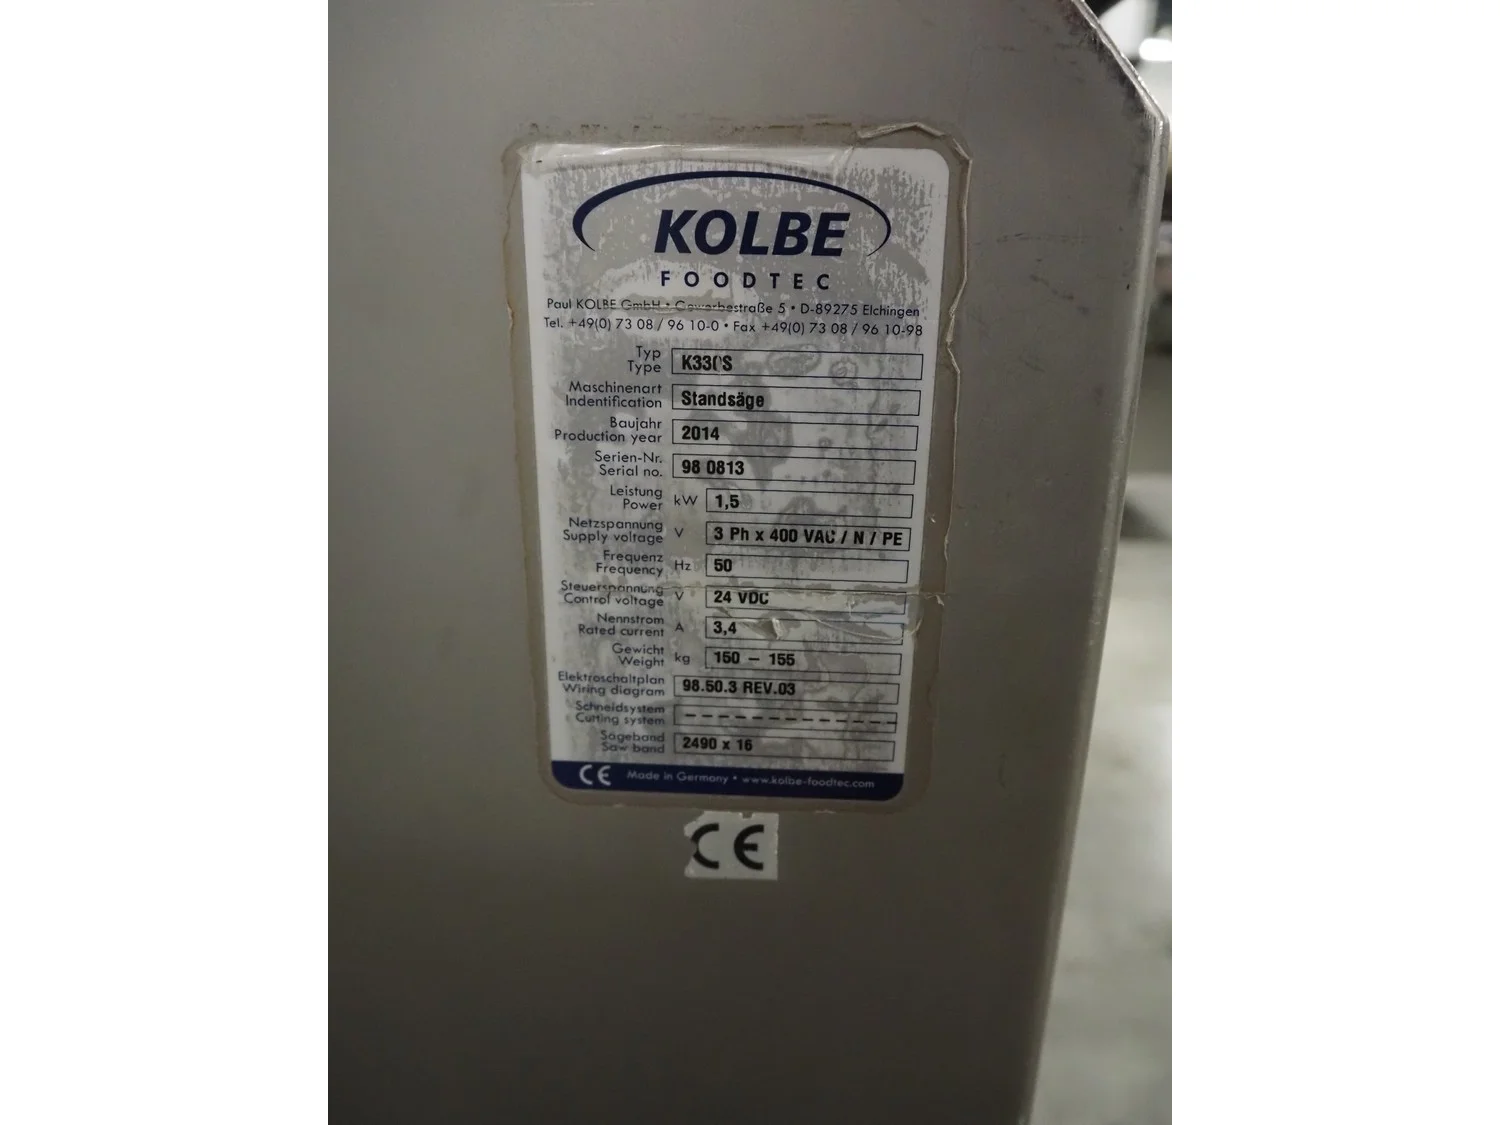 KOLBE
FOODTEC
Paul KOLBE GmbH • Gewerbestraße 5 • D-89275 Elchingen
Tel. +49(0) 73 08 / 96 10-0 • Fax +49(0) 73 08 / 96 10-98
Typ
Type K330S
Maschinenart
Indentification Standsäge
Baujahr
Production year 2014
Serien-Nr.
Serial no. 98 0813
Leistung
Power kW 1,5
Netzspannung
Supply voltage V 3 Ph x 400 VAC / N / PE
Frequenz
Frequency Hz 50
Steuerspannung
Control voltage V 24 VDC
Nennstrom
Rated current A 3,4
Gewicht
Weight kg 150 – 155
Elektroschaltplan
Wiring diagram 98.50.3 REV.03
Schneidsystem
Cutting system --------------
Sägeband
Saw band 2490 x 16
CE Made in Germany • www.kolbe-foodtec.com
CE